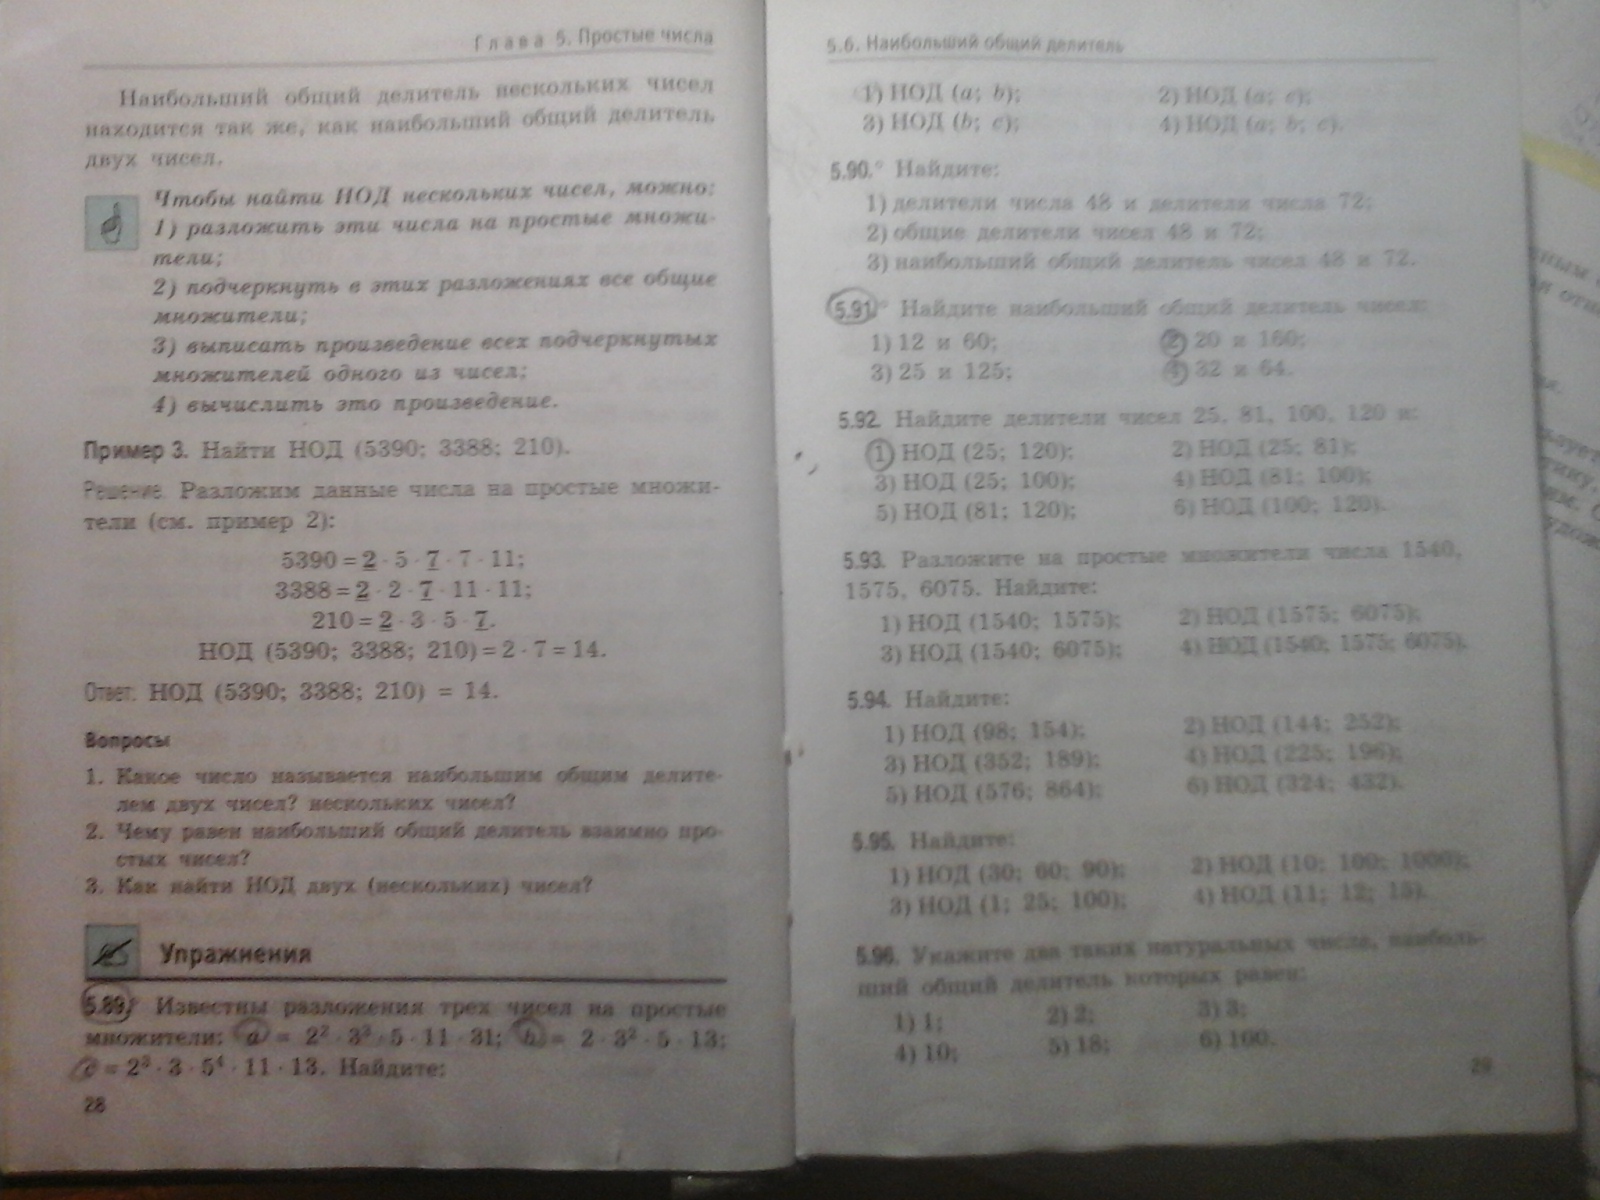 Глава 5. Простые числа
Наибольший общий делитель нескольких чисел
находится так же, как наибольший общий делитель
двух чисел.
Чтобы найти НОД нескольких чисел, можно:
1) разложить эти числа на простые множи-
тели;
2) подчеркнуть в этих разложениях все общие
множители;
3) выписать произведение всех подчеркнутых
множителей одного из чисел;
4) вычислить это произведение.
Пример 3. Найти НОД (5390; 3388; 210).
Решение. Разложим данные числа на простые множи-
тели (см. пример 2):
5390 = 2 · 5 · 7 · 7 · 11;
3388 = 2 · 2 · 7 · 11 · 11;
210 = 2 · 3 · 5 · 7.
НОД (5390; 3388; 210) = 2 · 7 = 14.
Ответ: НОД (5390; 3388; 210) = 14.
Вопросы
1. Какое число называется наибольшим общим делите-
лем двух чисел? нескольких чисел?
2. Чему равен наибольший общий делитель взаимно про-
стых чисел?
3. Как найти НОД двух (нескольких) чисел?
Упражнения
5.89.° Известны разложения трех чисел на простые
множители: a = 2² · 3³ · 5 · 11 · 31; b = 2 · 3² · 5 · 13;
c = 2³ · 3 · 5⁴ · 11 · 13. Найдите:
28
5.6. Наибольший общий делитель
1) НОД (a; b); 2) НОД (a; c);
3) НОД (b; c); 4) НОД (a; b; c).
5.90.° Найдите:
1) делители числа 48 и делители числа 72;
2) общие делители чисел 48 и 72;
3) наибольший общий делитель чисел 48 и 72.
5.91.° Найдите наибольший общий делитель чисел:
1) 12 и 60; 2) 20 и 160;
3) 25 и 125; 4) 32 и 64.
5.92. Найдите делители чисел 25, 81, 100, 120 и:
1) НОД (25; 120); 2) НОД (25; 81);
3) НОД (25; 100); 4) НОД (81; 100);
5) НОД (81; 120); 6) НОД (100; 120).
5.93. Разложите на простые множители числа 1540,
1575, 6075. Найдите:
1) НОД (1540; 1575); 2) НОД (1575; 6075);
3) НОД (1540; 6075); 4) НОД (1540; 1575; 6075).
5.94. Найдите:
1) НОД (98; 154); 2) НОД (144; 252);
3) НОД (352; 189); 4) НОД (225; 196);
5) НОД (576; 864); 6) НОД (324; 432).
5.95. Найдите:
1) НОД (30; 60; 90); 2) НОД (10; 100; 1000);
3) НОД (1; 25; 100); 4) НОД (11; 12; 13).
5.96. Укажите два таких натуральных числа, наиболь-
ший общий делитель которых равен:
1) 1; 2) 2; 3) 3;
4) 10; 5) 18; 6) 100.
29